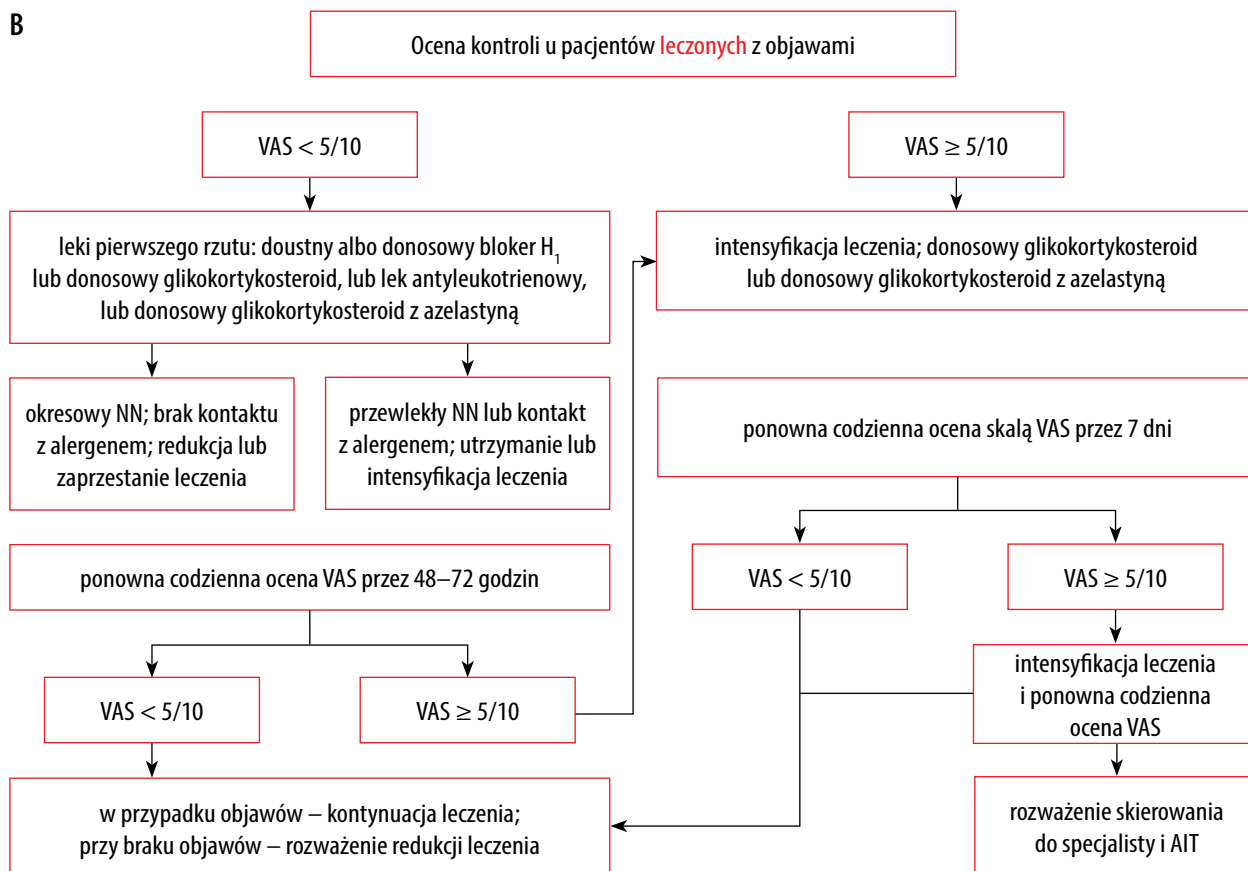 B
Ocena kontroli u pacjentów leczonych z objawami
VAS < 5/10
VAS ≥ 5/10
leki pierwszego rzutu: doustny albo donosowy bloker H₁
lub donosowy glikokortykosteroid, lub lek antyleukotrienowy,
lub donosowy glikokortykosteroid z azelastyną
intensyfikacja leczenia; donosowy glikokortykosteroid
lub donosowy glikokortykosteroid z azelastyną
okresowy NN; brak kontaktu
z alergenem; redukcja lub
zaprzestanie leczenia
przewlekły NN lub kontakt
z alergenem; utrzymanie lub
intensyfikacja leczenia
ponowna codzienna ocena skalą VAS przez 7 dni
ponowna codzienna ocena VAS przez 48–72 godzin
VAS < 5/10
VAS ≥ 5/10
VAS < 5/10
VAS ≥ 5/10
intensyfikacja leczenia
i ponowna codzienna
ocena VAS
w przypadku objawów – kontynuacja leczenia;
przy braku objawów – rozważenie redukcji leczenia
rozważenie skierowania
do specjalisty i AIT